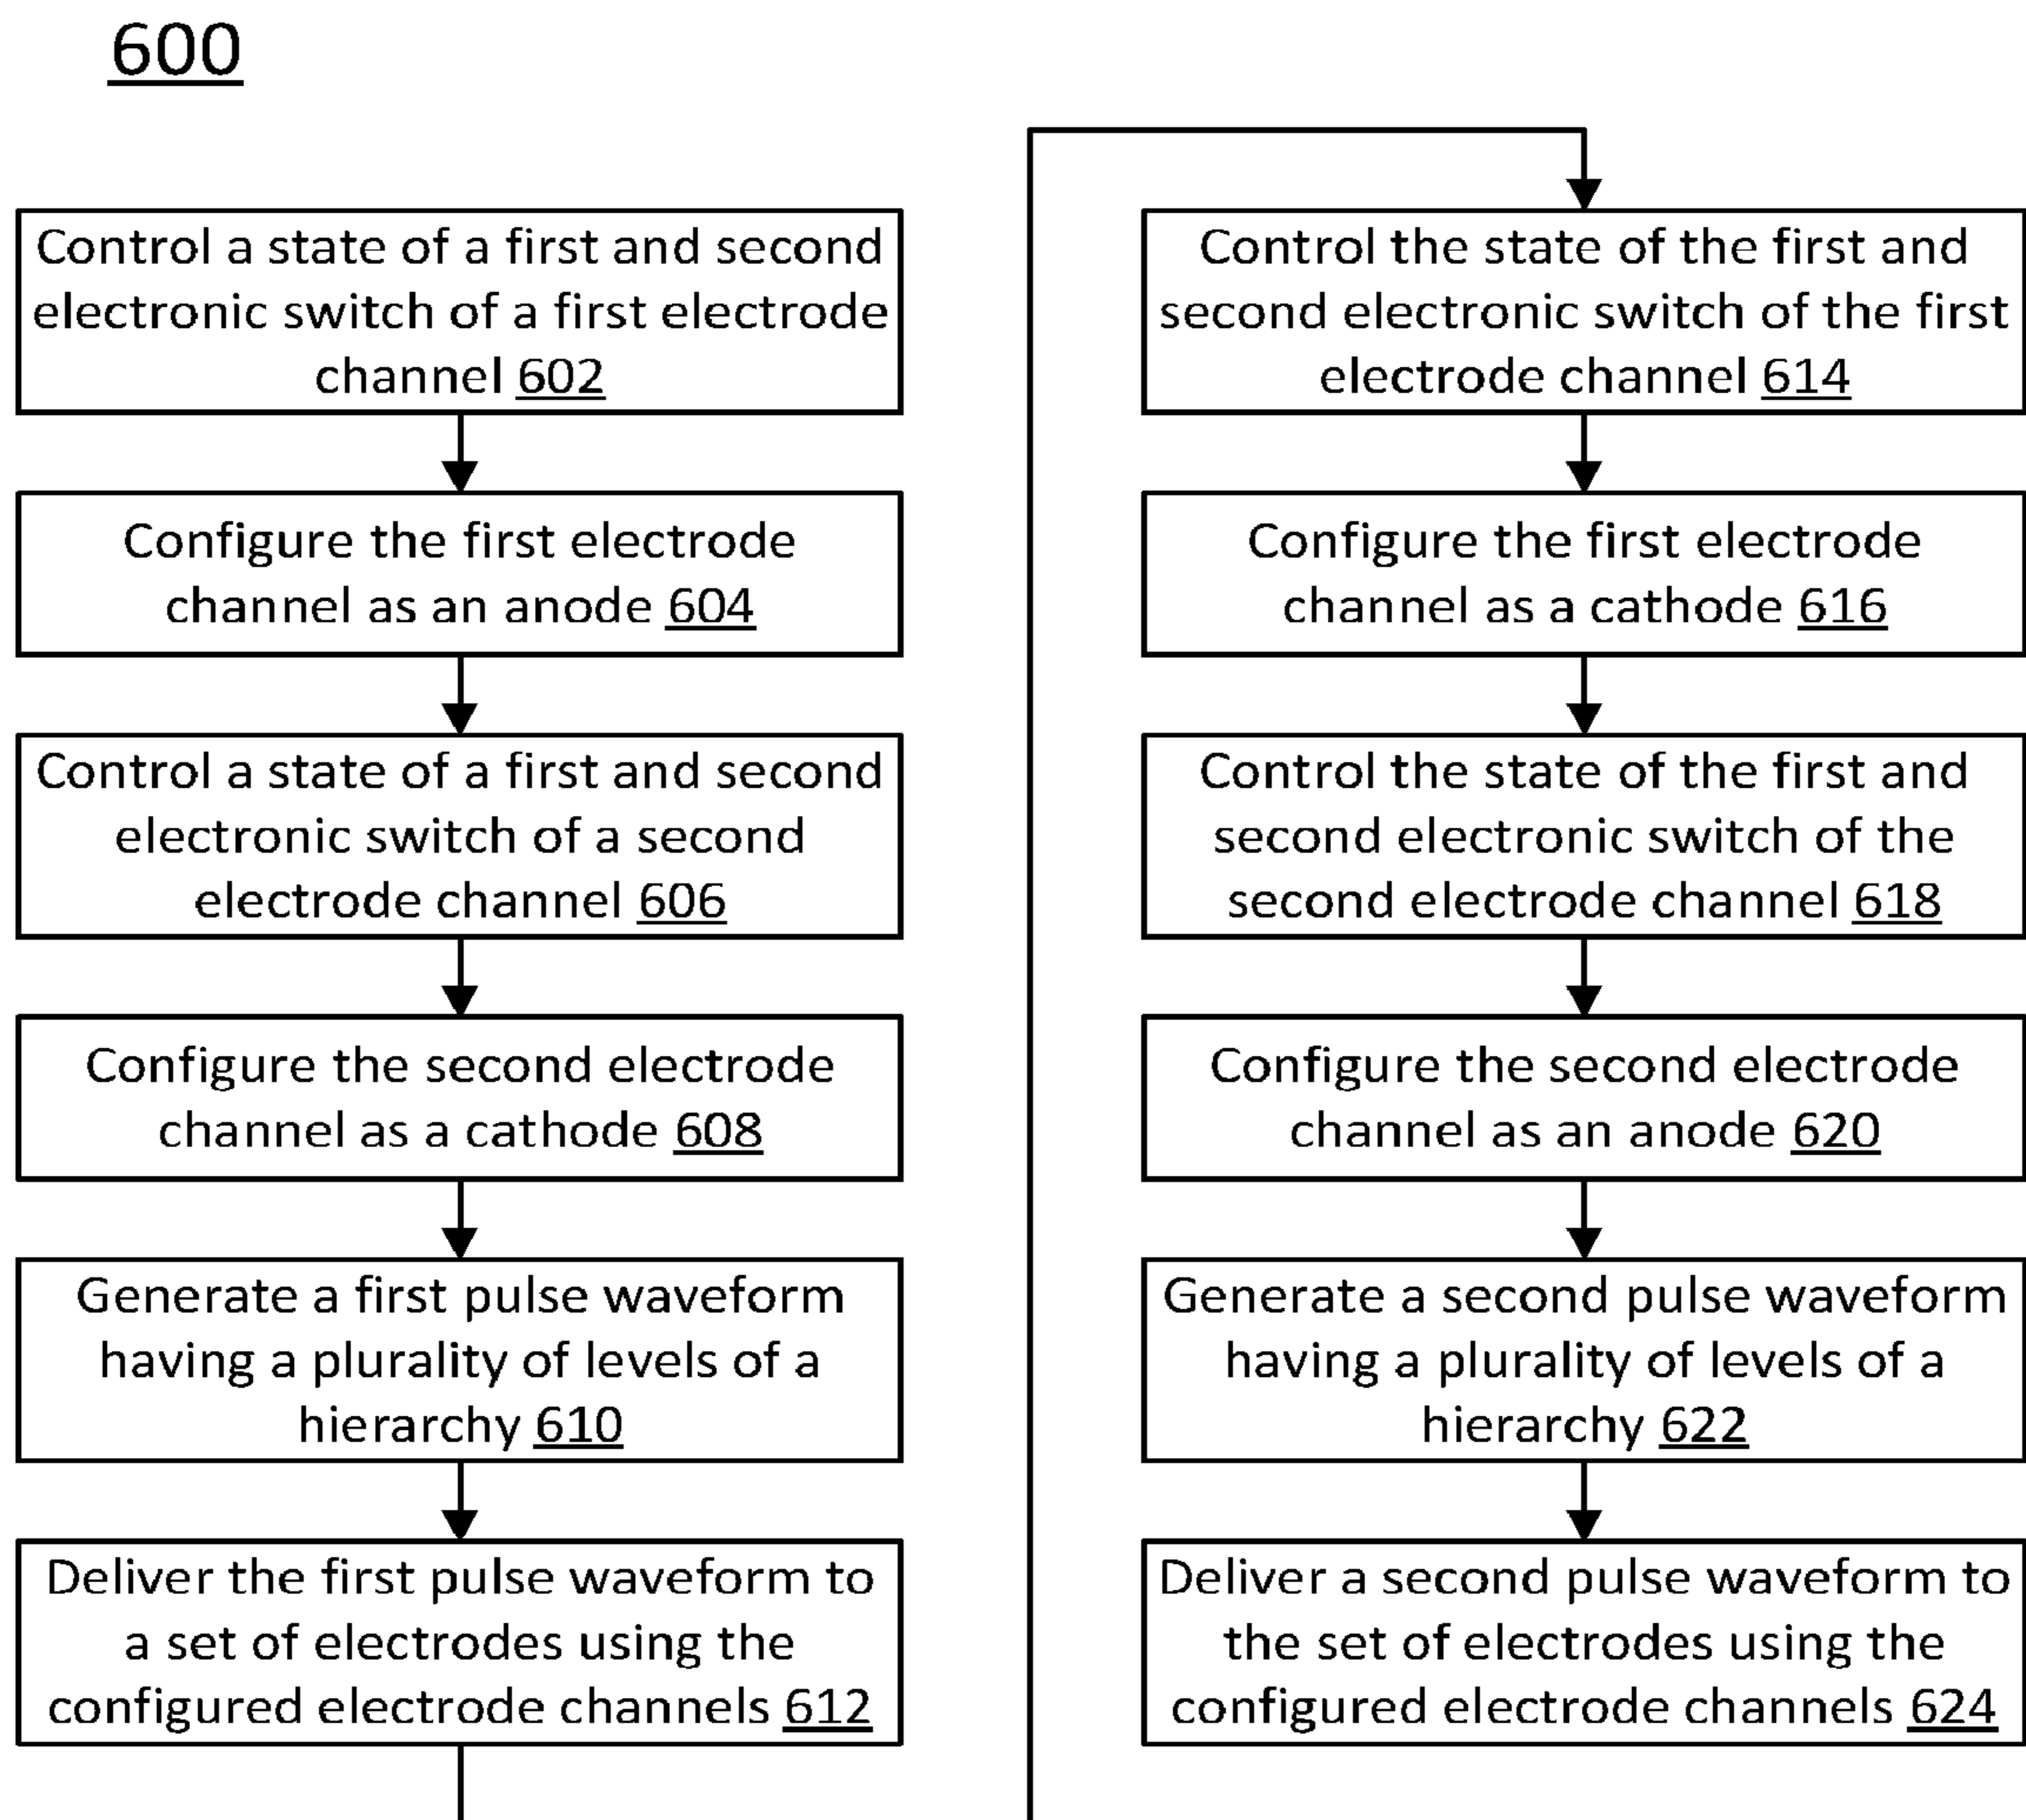 600
Control a state of a first and second
electronic switch of a first electrode
channel 602
Configure the first electrode
channel as an anode 604
Control a state of a first and second
electronic switch of a second
electrode channel 606
Configure the second electrode
channel as a cathode 608
Generate a first pulse waveform
having a plurality of levels of a
hierarchy 610
Deliver the first pulse waveform to
a set of electrodes using the
configured electrode channels 612
Control the state of the first and
second electronic switch of the first
electrode channel 614
Configure the first electrode
channel as a cathode 616
Control the state of the first and
second electronic switch of the
second electrode channel 618
Configure the second electrode
channel as an anode 620
Generate a second pulse waveform
having a plurality of levels of a
hierarchy 622
Deliver a second pulse waveform to
the set of electrodes using the
configured electrode channels 624